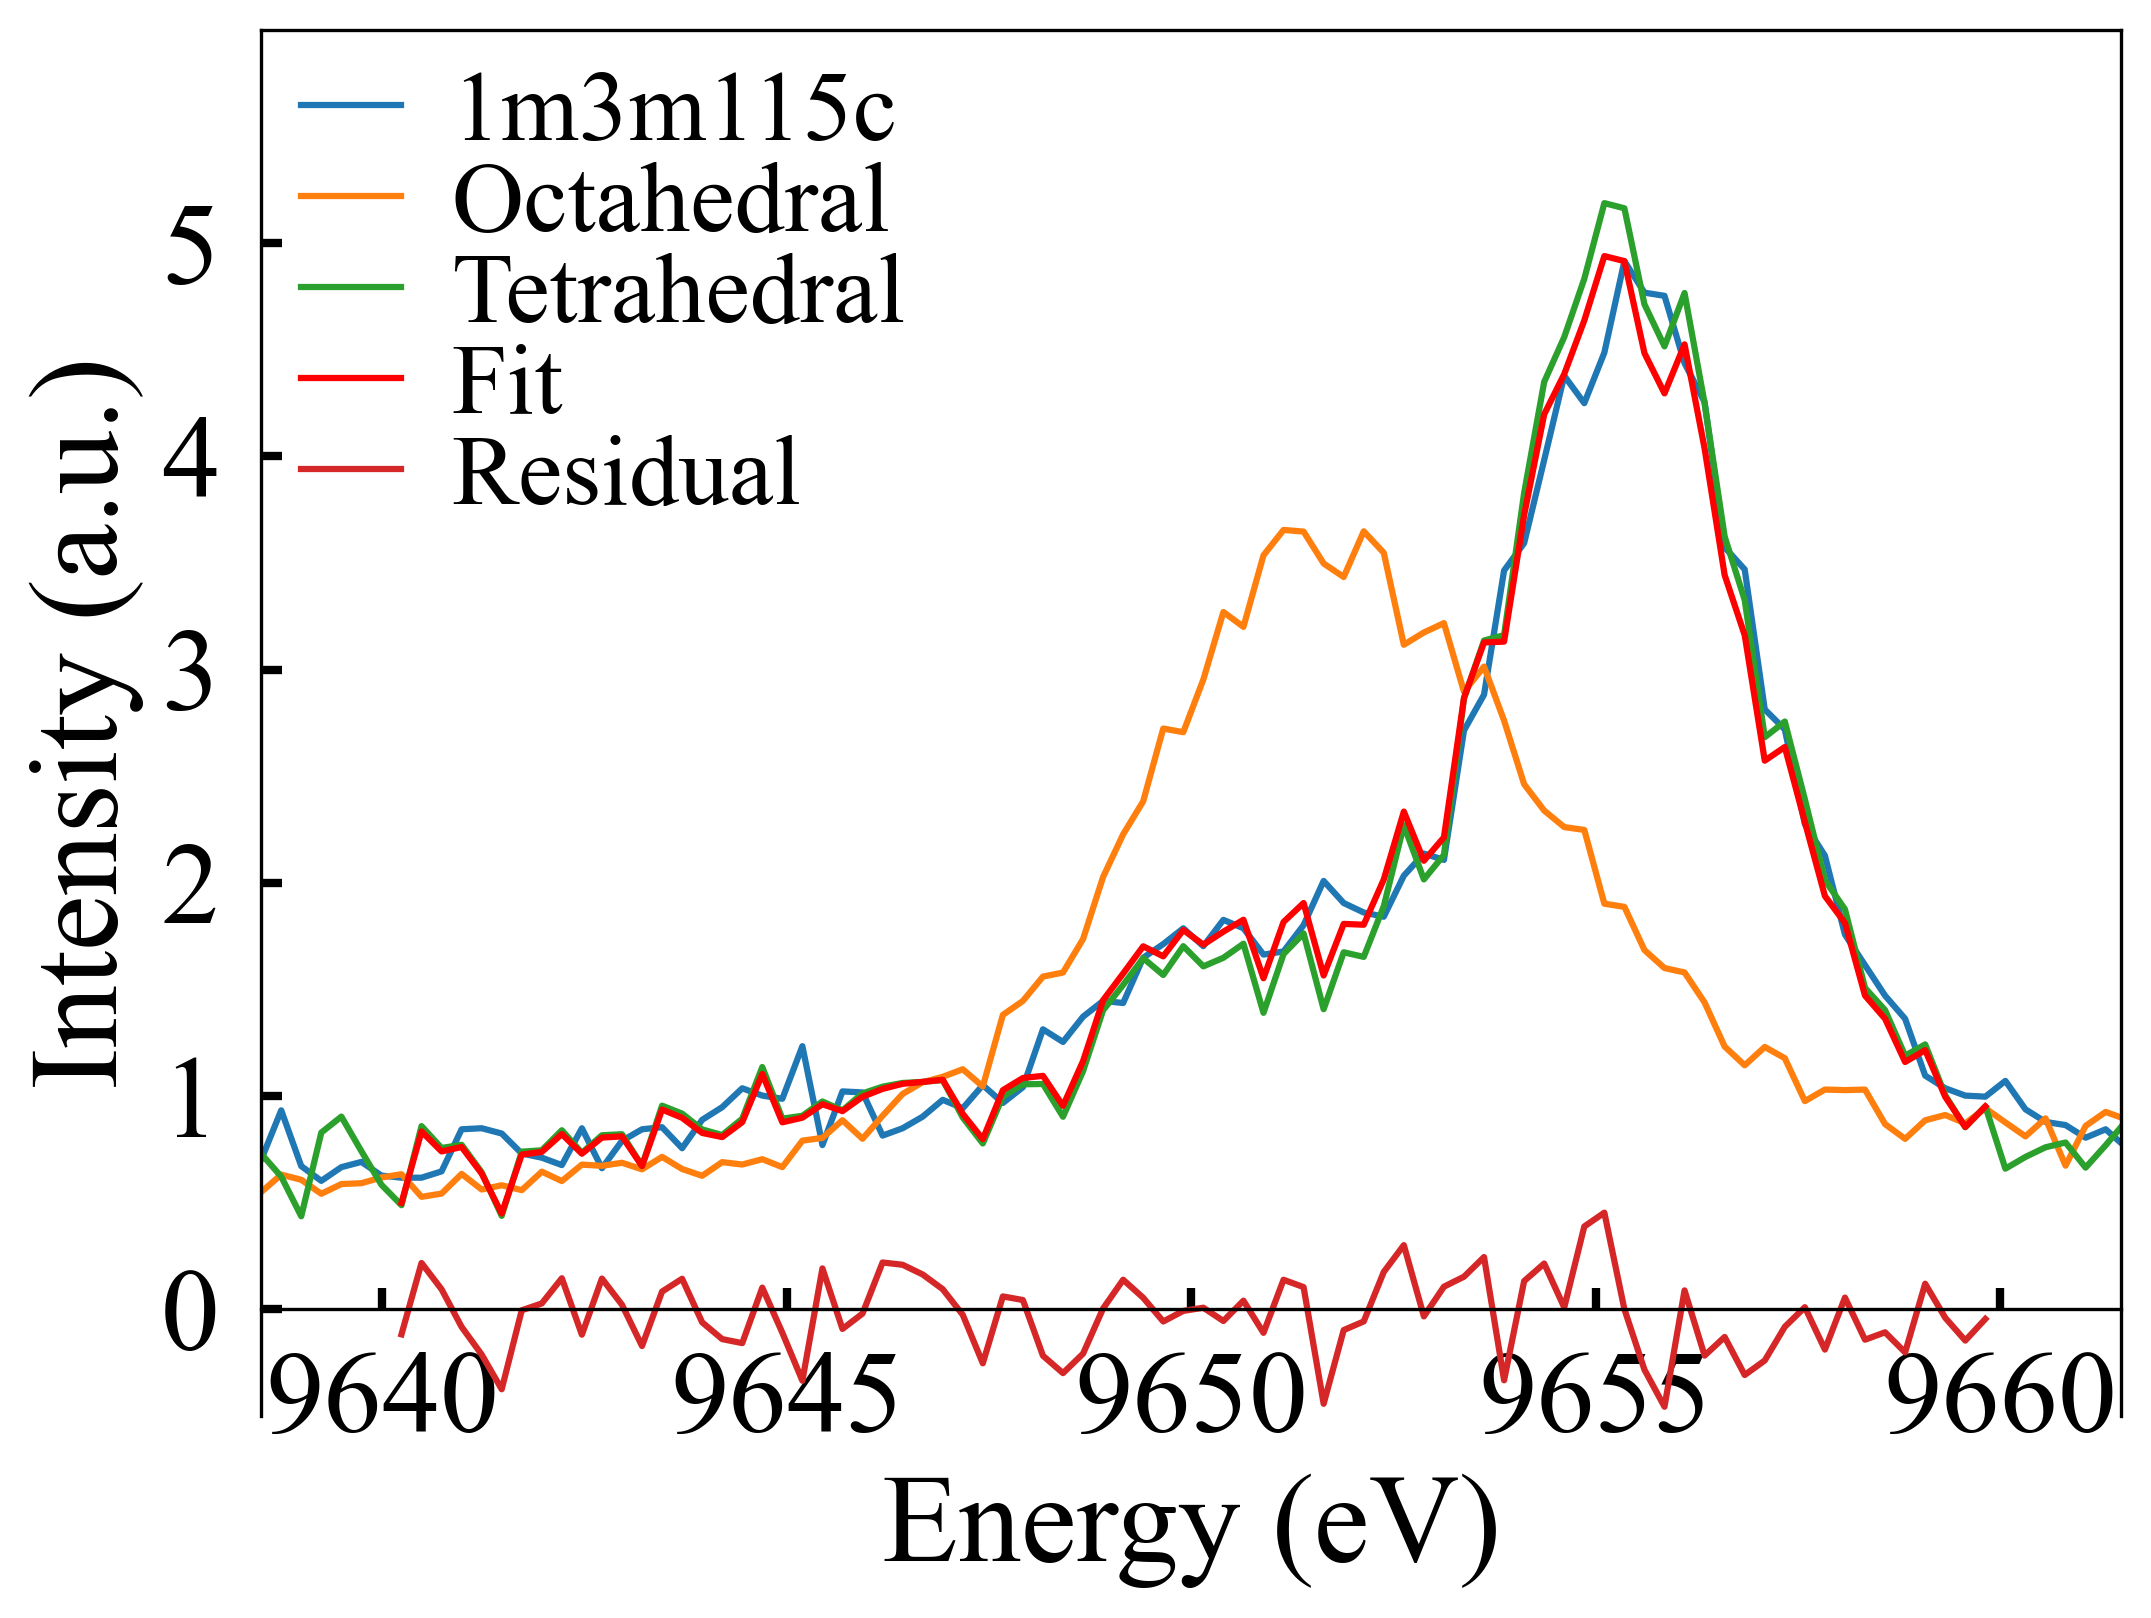 1m3m115c
Octahedral
Tetrahedral
Fit
Residual
5
4
3
2
1
0
Intensity (a.u.)
9640 9645 9650 9655 9660
Energy (eV)